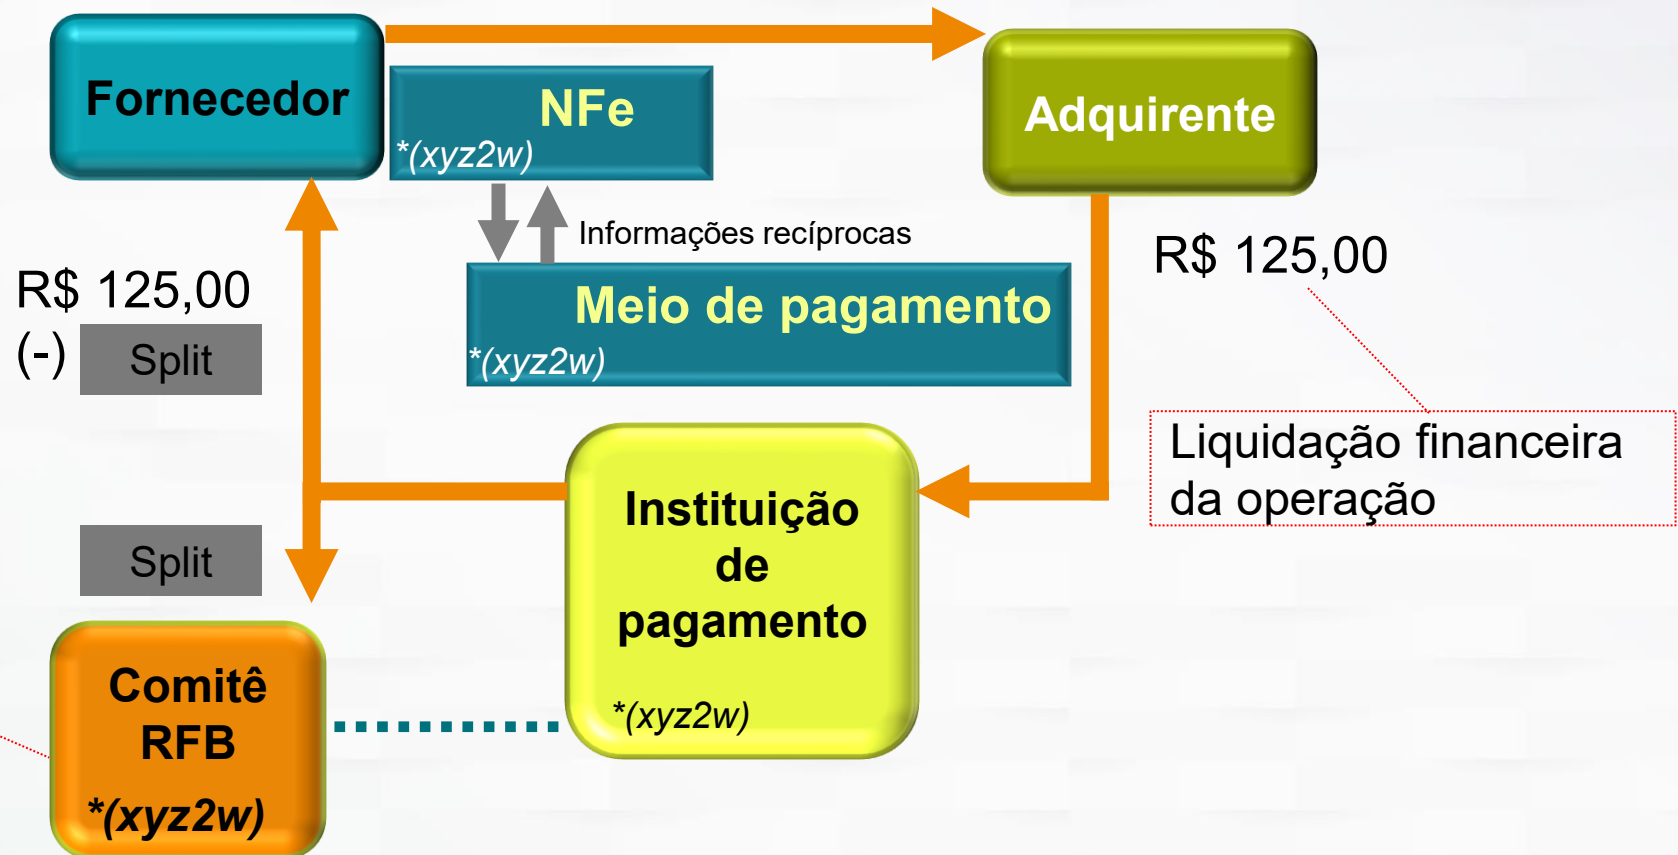 Fornecedor
NFe
*(xyz2w)
Adquirente
Informações recíprocas
R$ 125,00
R$ 125,00
(-) Split
Meio de pagamento
*(xyz2w)
Liquidação financeira
da operação
Instituição
de
pagamento
*(xyz2w)
Split
Comitê
RFB
*(xyz2w)